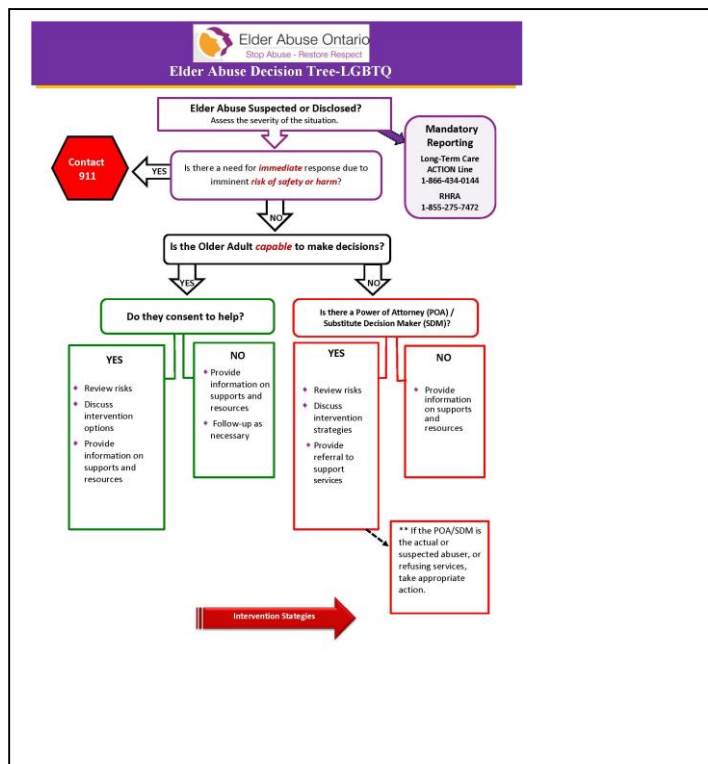 Elder Abuse Ontario
Stop Abuse - Restore Respect
Elder Abuse Decision Tree-LGBTQ
Elder Abuse Suspected or Disclosed?
Assess the severity of the situation.
Mandatory
Reporting
Long-Term Care
ACTION Line
1-866-434-0144
RHRA
1-855-275-7472
Contact
911
YES
Is there a need for immediate response due to
imminent risk of safety or harm?
NO
Is the Older Adult capable to make decisions?
YES
NO
Do they consent to help?
Is there a Power of Attorney (POA) /
Substitute Decision Maker (SDM)?
YES
Review risks
Discuss
intervention
options
Provide
information on
supports and
resources
NO
Provide
information on
supports and
resources
Follow-up as
necessary
YES
Review risks
Discuss
intervention
strategies
Provide
referral to
support
services
NO
Provide
information
on supports
and
resources
** If the POA/SDM is
the actual or
suspected abuser, or
refusing services,
take appropriate
action.
Intervention Stategies